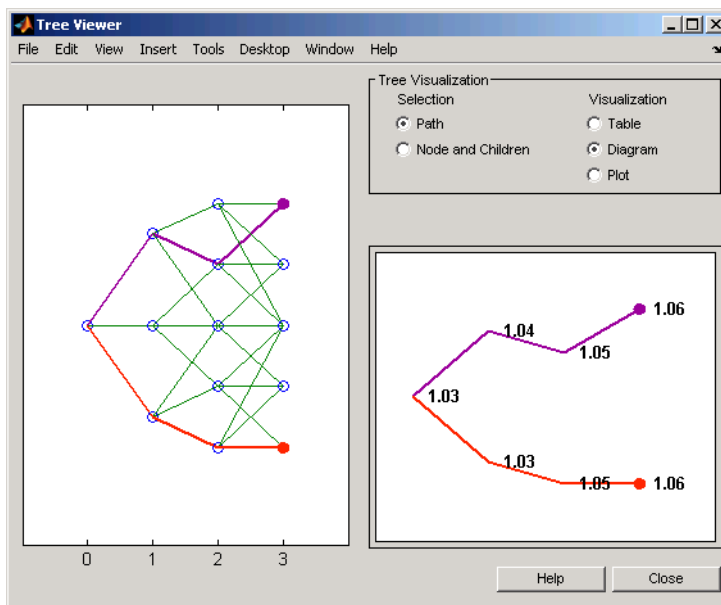 Tree Viewer
File Edit View Insert Tools Desktop Window Help
Tree Visualization
Selection Visualization
Path Table
Node and Children Diagram
Plot
1.06
1.04
1.05
1.03
1.03
1.05 1.06
0 1 2 3
Help Close